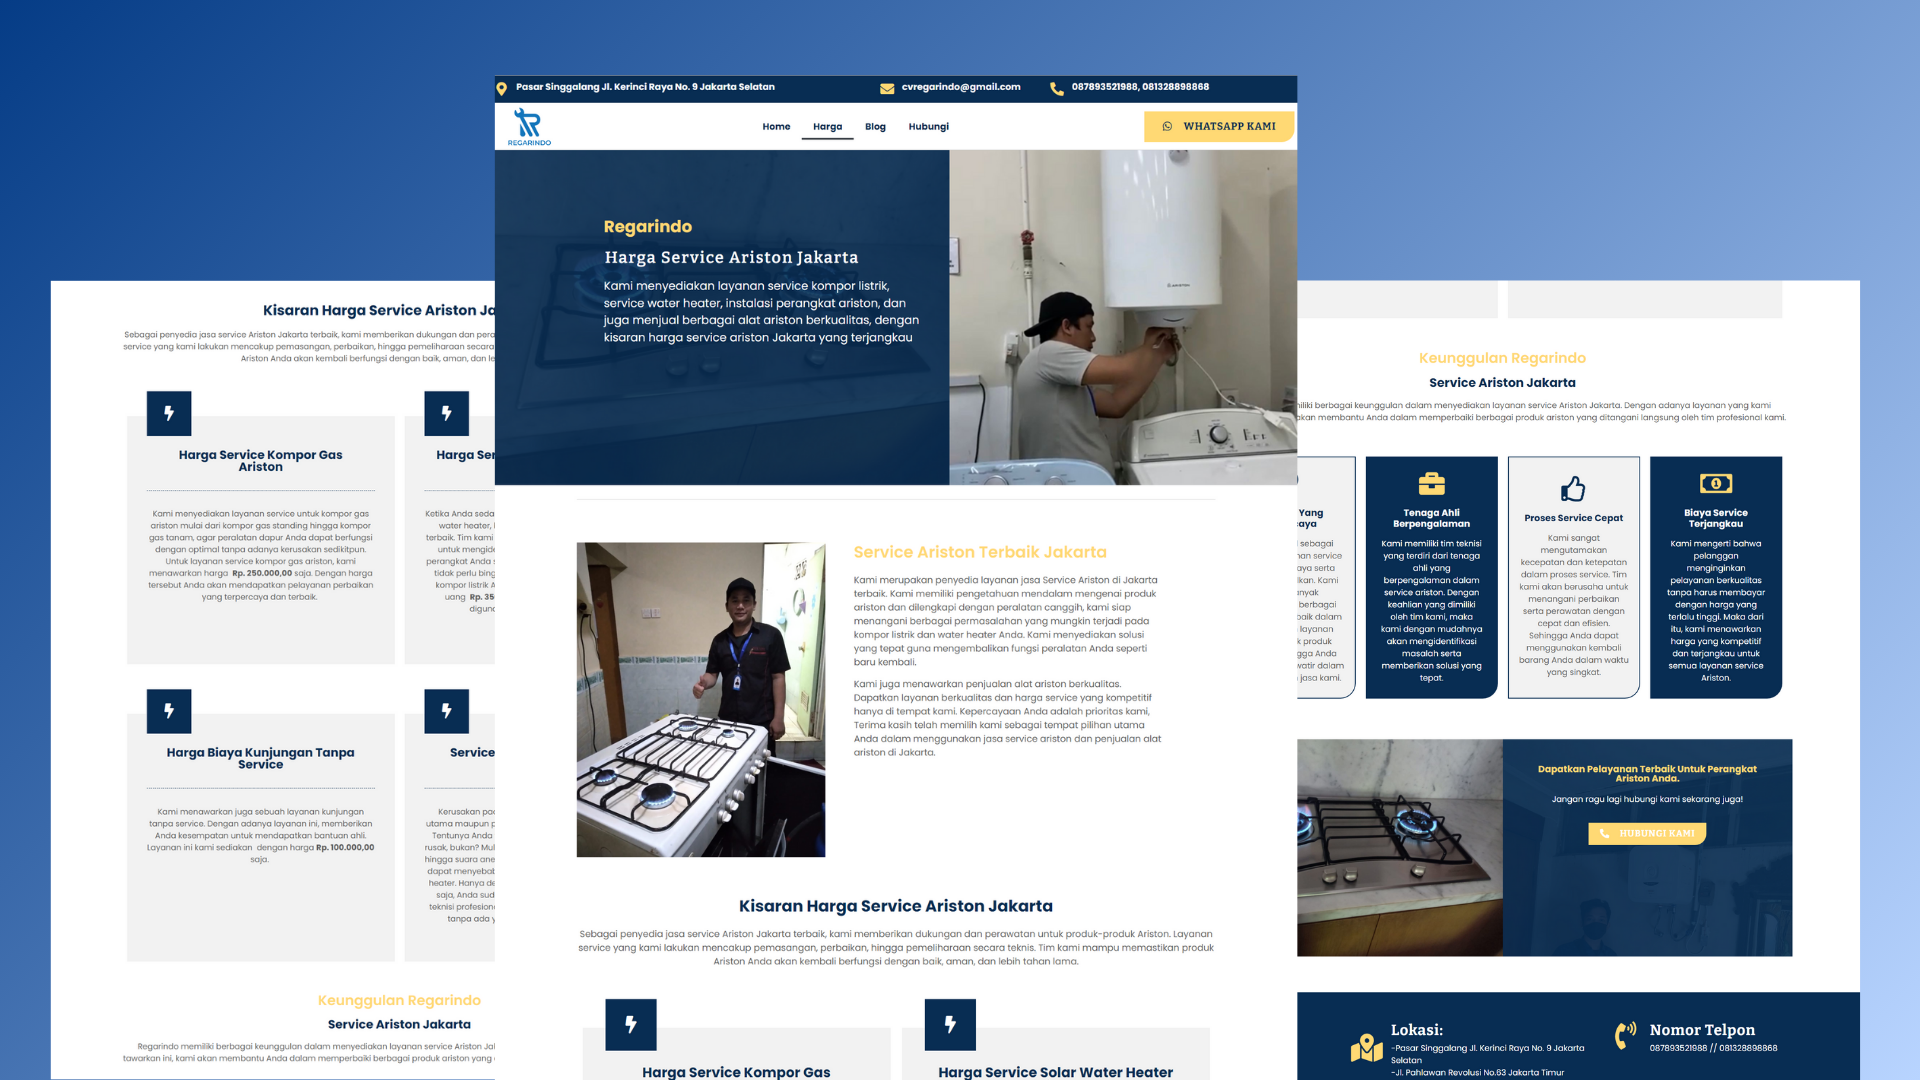 Pasar Singgalang Jl. Kerinci Raya No. 9 Jakarta Selatan
cvregarindo@gmail.com
087893521988, 081328898868
REGARINDO
Home
Harga
Blog
Hubungi
WHATSAPP KAMI
Regarindo
Harga Service Ariston Jakarta
Kami menyediakan layanan service kompor listrik,
service water heater, instalasi perangkat ariston, dan
juga menjual berbagai alat ariston berkualitas, dengan
kisaran harga service ariston Jakarta yang terjangkau
Service Ariston Terbaik Jakarta
Kami merupakan penyedia layanan jasa Service Ariston di Jakarta
terbaik. Kami memiliki pengetahuan mendalam mengenai produk
ariston dan dilengkapi dengan peralatan canggih, kami siap
menangani berbagai permasalahan yang mungkin terjadi pada
kompor listrik dan water heater Anda. Kami menyediakan solusi
yang tepat guna mengembalikan fungsi peralatan Anda seperti
baru kembali.
Kami juga menawarkan penjualan alat ariston berkualitas.
Dapatkan layanan berkualitas dan harga service yang kompetitif
hanya di tempat kami. Kepercayaan Anda adalah prioritas kami,
Terima kasih telah memilih kami sebagai tempat pilihan utama
Anda dalam menggunakan jasa service ariston dan penjualan alat
ariston di Jakarta.
Kisaran Harga Service Ariston Jakarta
Sebagai penyedia jasa service Ariston Jakarta terbaik, kami memberikan dukungan dan perawatan untuk produk-produk Ariston. Layanan
service yang kami lakukan mencakup pemasangan, perbaikan, hingga pemeliharaan secara teknis. Tim kami mampu memastikan produk
Ariston Anda akan kembali berfungsi dengan baik, aman, dan lebih tahan lama.
Harga Service Kompor Gas
Harga Service Solar Water Heater
Kisaran Harga Service Ariston Ja
Sebagai penyedia jasa service Ariston Jakarta terbaik, kami memberikan dukungan dan pera
service yang kami lakukan mencakup pemasangan, perbaikan, hingga pemeliharaan secara
Ariston Anda akan kembali berfungsi dengan baik, aman, dan le
Harga Service Kompor Gas
Ariston
Kami menyediakan layanan service untuk kompor gas
ariston mulai dari kompor gas standing hingga kompor
gas tanam, agar peralatan dapur Anda dapat berfungsi
dengan optimal tanpa adanya kerusakan sedikitpun.
Untuk layanan service kompor gas ariston, kami
menawarkan harga Rp. 250.000,00 saja. Dengan harga
tersebut Anda akan mendapatkan pelayanan perbaikan
yang terpercaya dan terbaik.
Harga Ser
Ketika Anda seda
water heater,
terbaik. Tim kami
untuk mengide
perangkat Anda s
tidak perlu bing
kompor listrik A
uang Rp. 35
digunc
Harga Biaya Kunjungan Tanpa
Service
Kami menawarkan juga sebuah layanan kunjungan
tanpa service. Dengan adanya layanan ini, memberikan
Anda kesempatan untuk mendapatkan bantuan ahli.
Layanan ini kami sediakan dengan harga Rp. 100.000,00
saja.
Service
Kerusakan pac
utama maupun p
Tentunya Anda
rusak, bukan? Mul
hingga suara ane
dapat menyebab
heater. Hanya de
saja, Anda sud
teknisi profesion
tanpa ada y
Keunggulan Regarindo
Service Ariston Jakarta
Regarindo memiliki berbagai keunggulan dalam menyediakan layanan service Ariston Jal
tawarkan ini, kami akan membantu Anda dalam memperbaiki berbagai produk ariston yang
Keunggulan Regarindo
Service Ariston Jakarta
niliki berbagai keunggulan dalam menyediakan layanan service Ariston Jakarta. Dengan adanya layanan yang kami
kan membantu Anda dalam memperbaiki berbagai produk ariston yang ditangani langsung oleh tim profesional kami.
Yang
caya
sebagai
nan service
aya serta
kan. Kami
nyak
berbagai
baik dalam
layanan
k produk
gga Anda
vatir dalam
jasa kami.
Tenaga Ahli
Berpengalaman
Kami memiliki tim teknisi
yang terdiri dari tenaga
ahli yang
berpengalaman dalam
service ariston. Dengan
keahlian yang dimiliki
oleh tim kami, maka
kami dengan mudahnya
akan mengidentifikasi
masalah serta
memberikan solusi yang
tepat.
Proses Service Cepat
Kami sangat
mengutamakan
kecepatan dan ketepatan
dalam proses service. Tim
kami akan berusaha untuk
menangani perbaikan
serta perawatan dengan
cepat dan efisien.
Sehingga Anda dapat
menggunakan kembali
barang Anda dalam waktu
yang singkat.
Biaya Service
Terjangkau
Kami mengerti bahwa
pelanggan
menginginkan
pelayanan berkualitas
tanpa harus membayar
dengan harga yang
terlalu tinggi. Maka dari
itu, kami menawarkan
harga yang kompetitif
dan terjangkau untuk
semua layanan service
Ariston.
Dapatkan Pelayanan Terbaik Untuk Perangkat
Ariston Anda.
Jangan ragu lagi hubungi kami sekarang juga!
HUBUNGI KAMI
Lokasi:
-Pasar Singgalang Jl. Kerinci Raya No. 9 Jakarta
Selatan
-Jl. Pahlawan Revolusi No.63 Jakarta Timur
Nomor Telpon
087893521988 // 081328898868